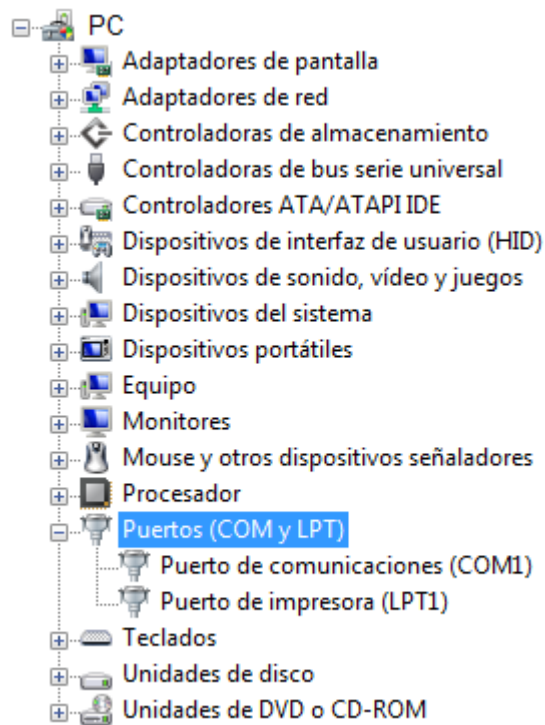 PC
Adaptadores de pantalla
Adaptadores de red
Controladoras de almacenamiento
Controladoras de bus serie universal
Controladores ATA/ATAPI IDE
Dispositivos de interfaz de usuario (HID)
Dispositivos de sonido, vídeo y juegos
Dispositivos del sistema
Dispositivos portátiles
Equipo
Monitores
Mouse y otros dispositivos señaladores
Procesador
Puertos (COM y LPT)
Puerto de comunicaciones (COM1)
Puerto de impresora (LPT1)
Teclados
Unidades de disco
Unidades de DVD o CD-ROM